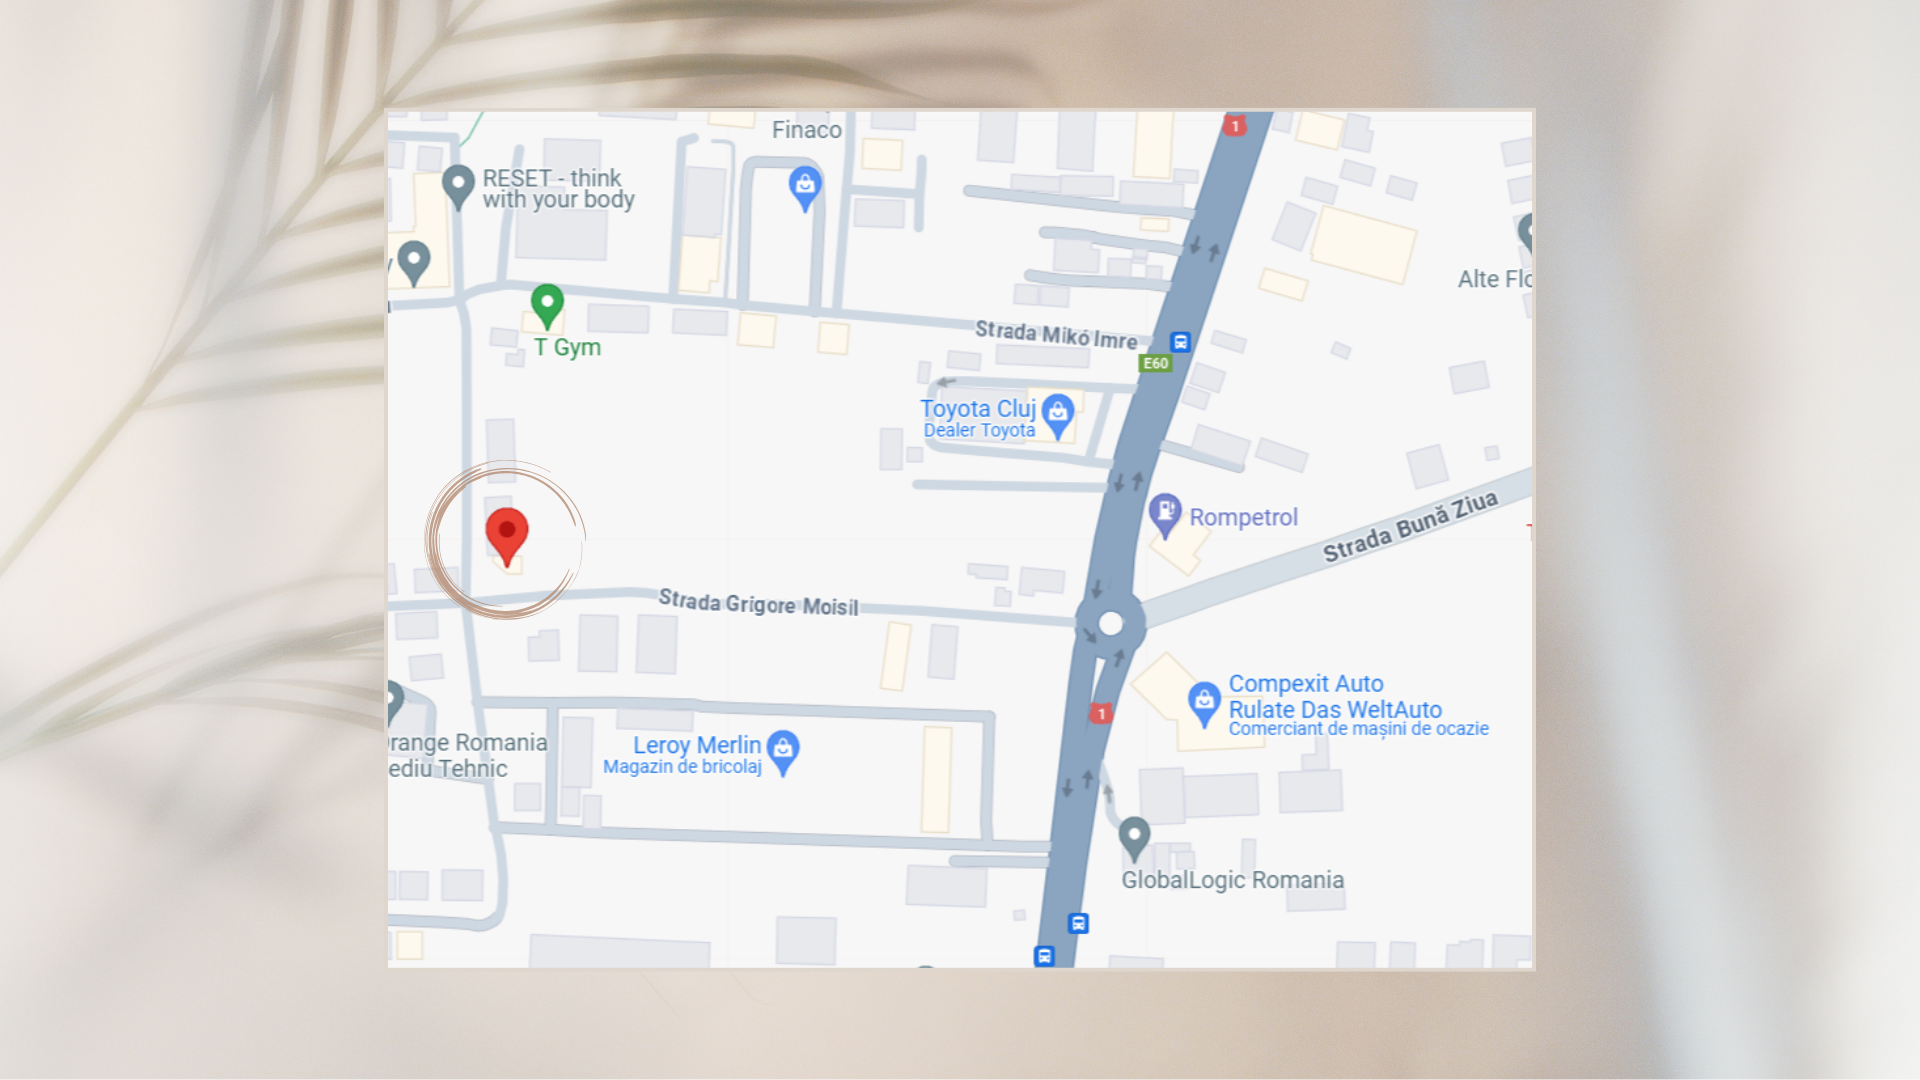 1
Finaco
RESET - think
with your body
Alte Flo
T Gym
Strada Mikó Imre
E60
Toyota Cluj
Dealer Toyota
Rompetrol
Strada Bună Ziua
Strada Grigore Moisil
Compexit Auto
Rulate Das WeltAuto
Comerciant de mașini de ocazie
1
range Romania
ediu Tehnic
Leroy Merlin
Magazin de bricolaj
GlobalLogic Romania